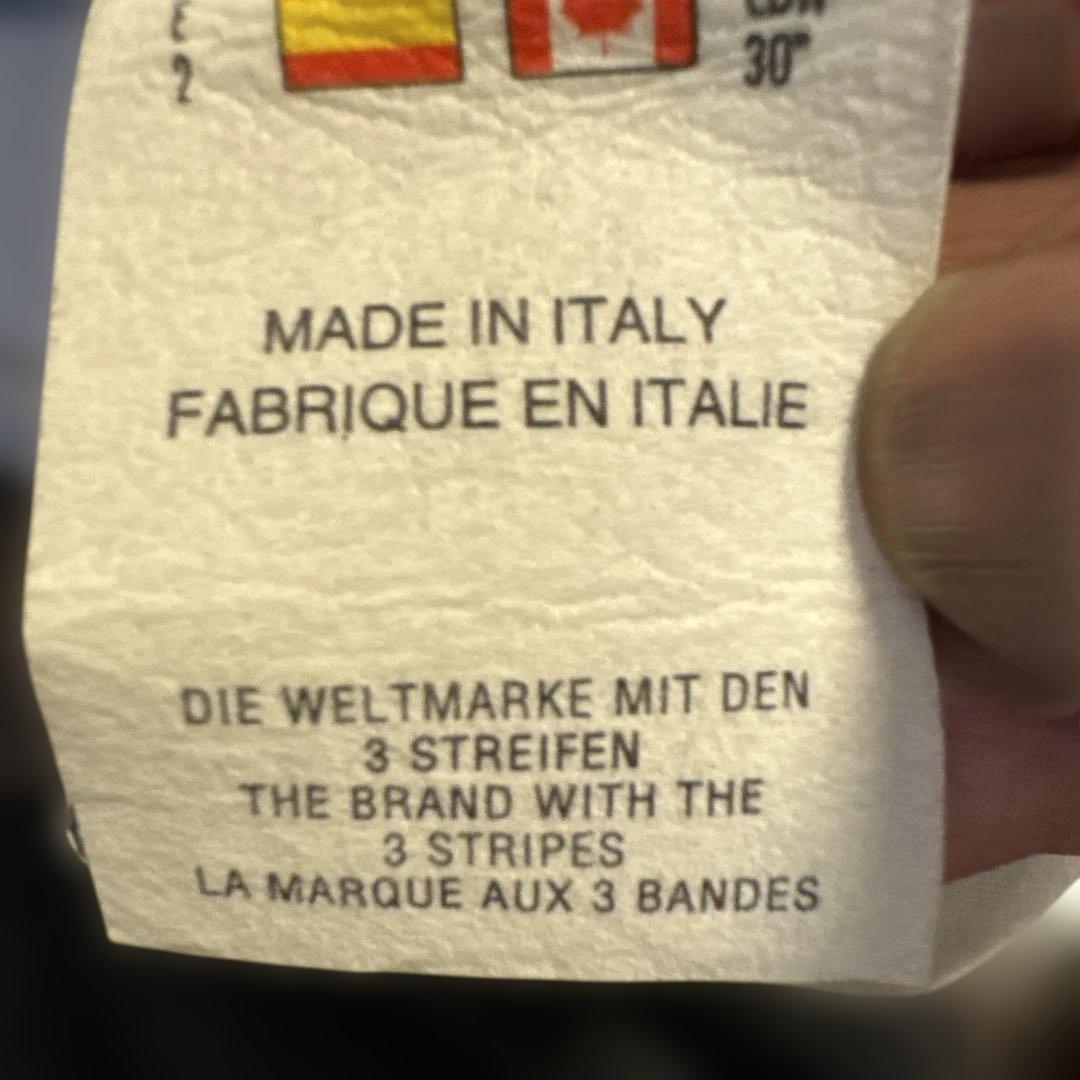 E
2 30"
MADE IN ITALY
FABRIQUE EN ITALIE
DIE WELTMARKE MIT DEN
3 STREIFEN
THE BRAND WITH THE
3 STRIPES
LA MARQUE AUX 3 BANDES